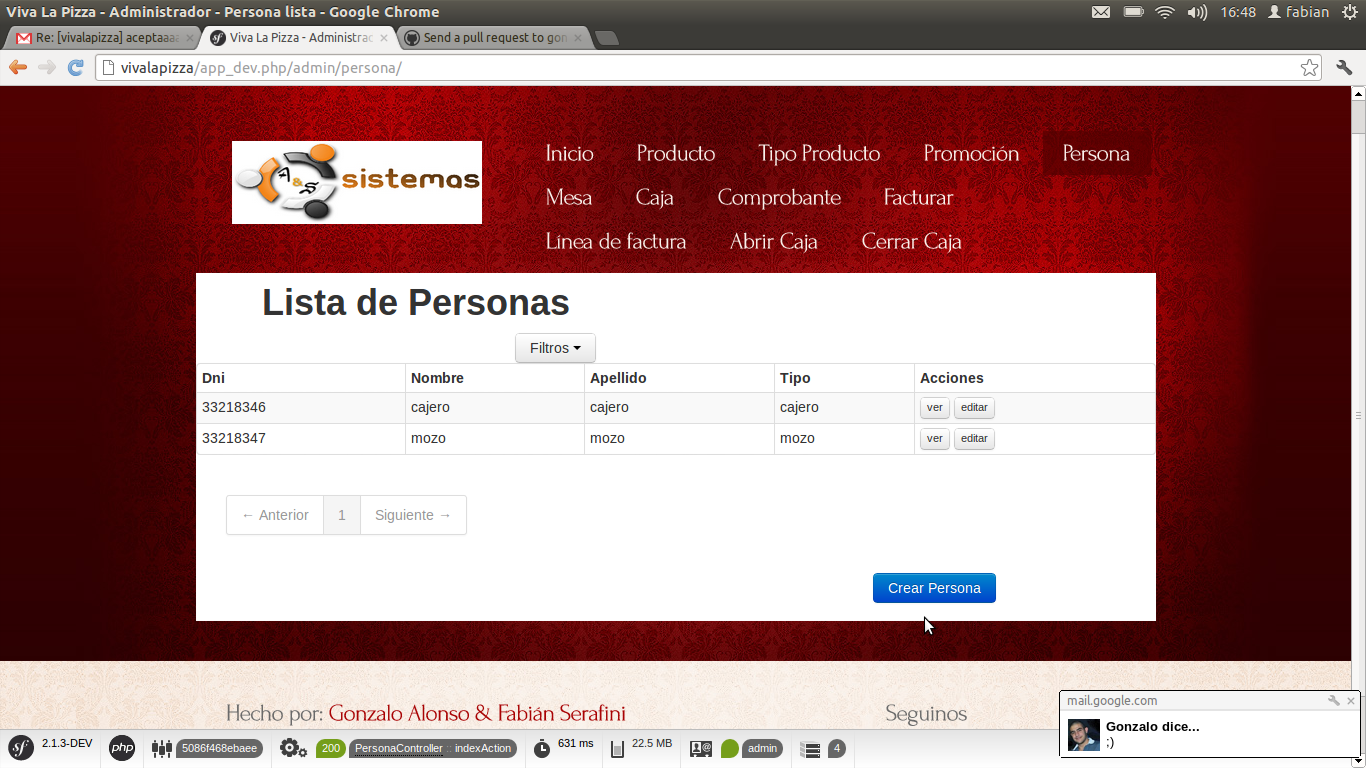 Viva La Pizza - Administrador - Persona lista - Google Chrome
16:48 fabian
Re: [vivalapizza] aceptaaaa
Viva La Pizza - Administrac
Send a pull request to gon
vivalapizza/app_dev.php/admin/persona/
A&S sistemas
Inicio Producto Tipo Producto Promoción Persona
Mesa Caja Comprobante Facturar
Línea de factura Abrir Caja Cerrar Caja
Lista de Personas
Filtros
Dni Nombre Apellido Tipo Acciones
33218346 cajero cajero cajero ver editar
33218347 mozo mozo mozo ver editar
← Anterior 1 Siguiente →
Crear Persona
Hecho por: Gonzalo Alonso & Fabián Serafini Seguinos
mail.google.com
Gonzalo dice...
;)
sf 2.1.3-DEV php 5086f468ebaee 200 PersonaController :: indexAction 631 ms 22.5 MB admin 4